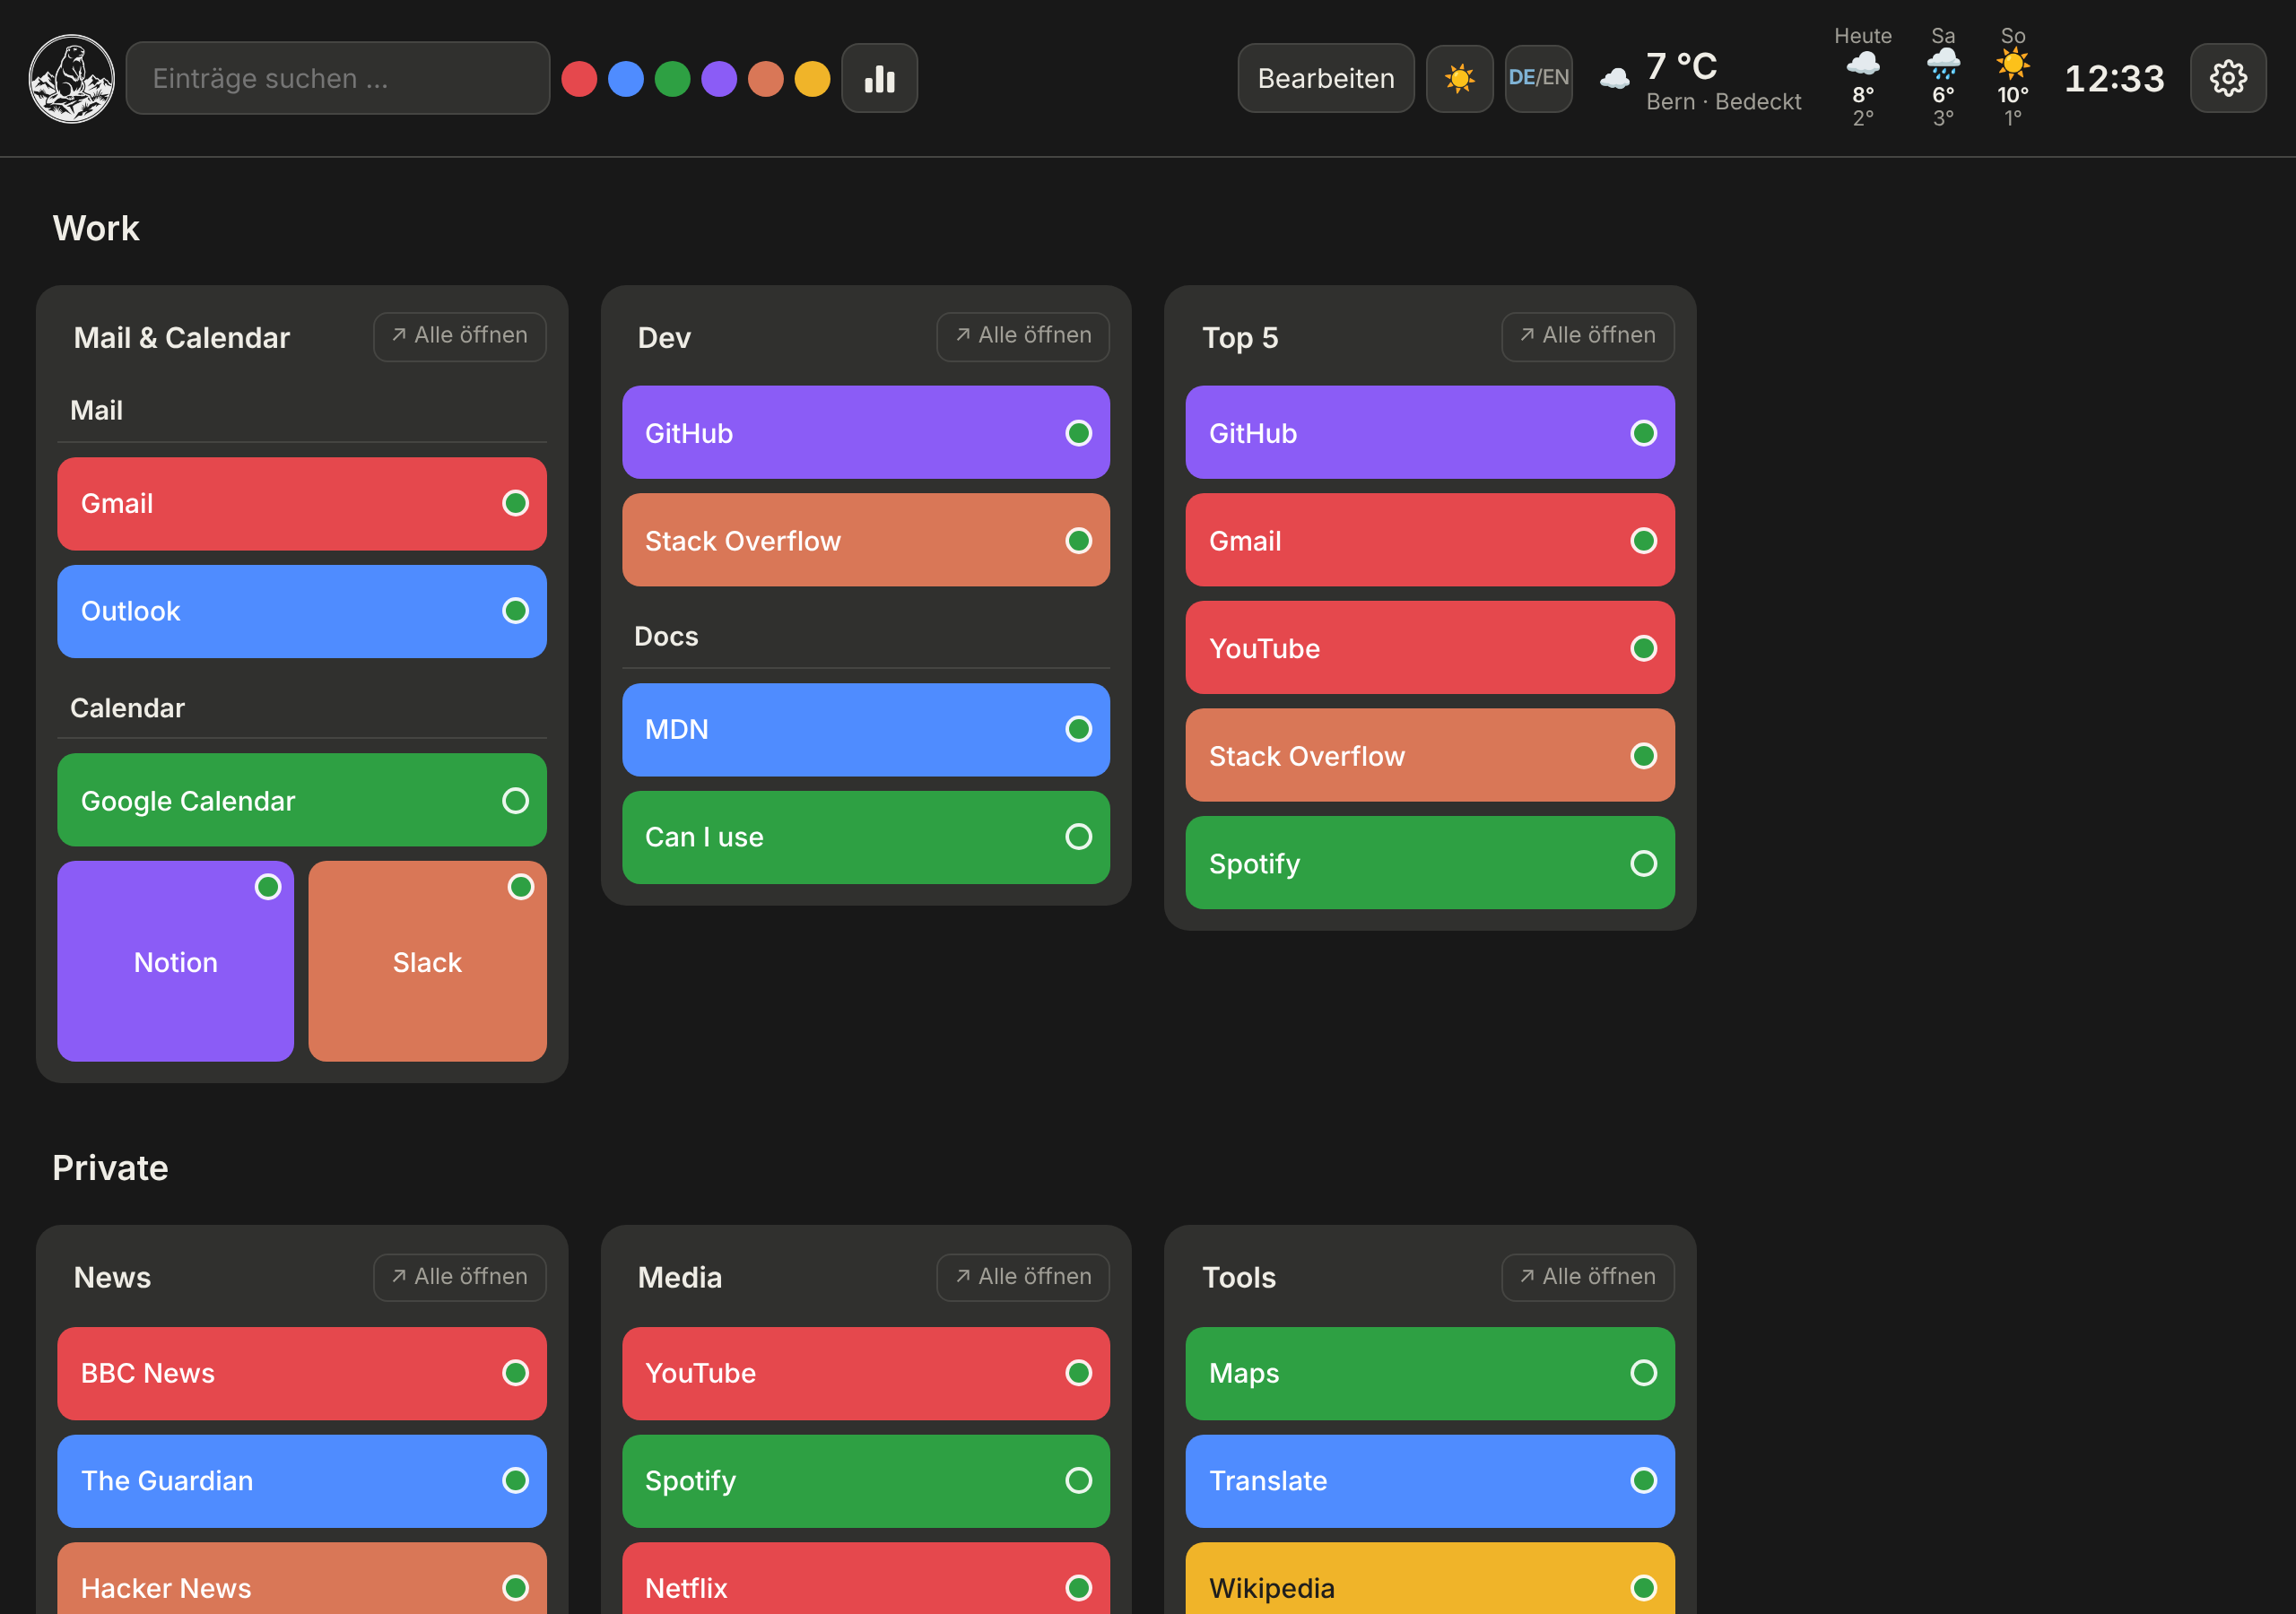 Einträge suchen ...
Bearbeiten
DE/EN
7 °C
Bern · Bedeckt
Heute
8°
2°
Sa
6°
3°
So
10°
1°
12:33
Work
Mail & Calendar
↗ Alle öffnen
Mail
Gmail
Outlook
Calendar
Google Calendar
Notion
Slack
Dev
↗ Alle öffnen
GitHub
Stack Overflow
Docs
MDN
Can I use
Top 5
↗ Alle öffnen
GitHub
Gmail
YouTube
Stack Overflow
Spotify
Private
News
↗ Alle öffnen
BBC News
The Guardian
Hacker News
Media
↗ Alle öffnen
YouTube
Spotify
Netflix
Tools
↗ Alle öffnen
Maps
Translate
Wikipedia